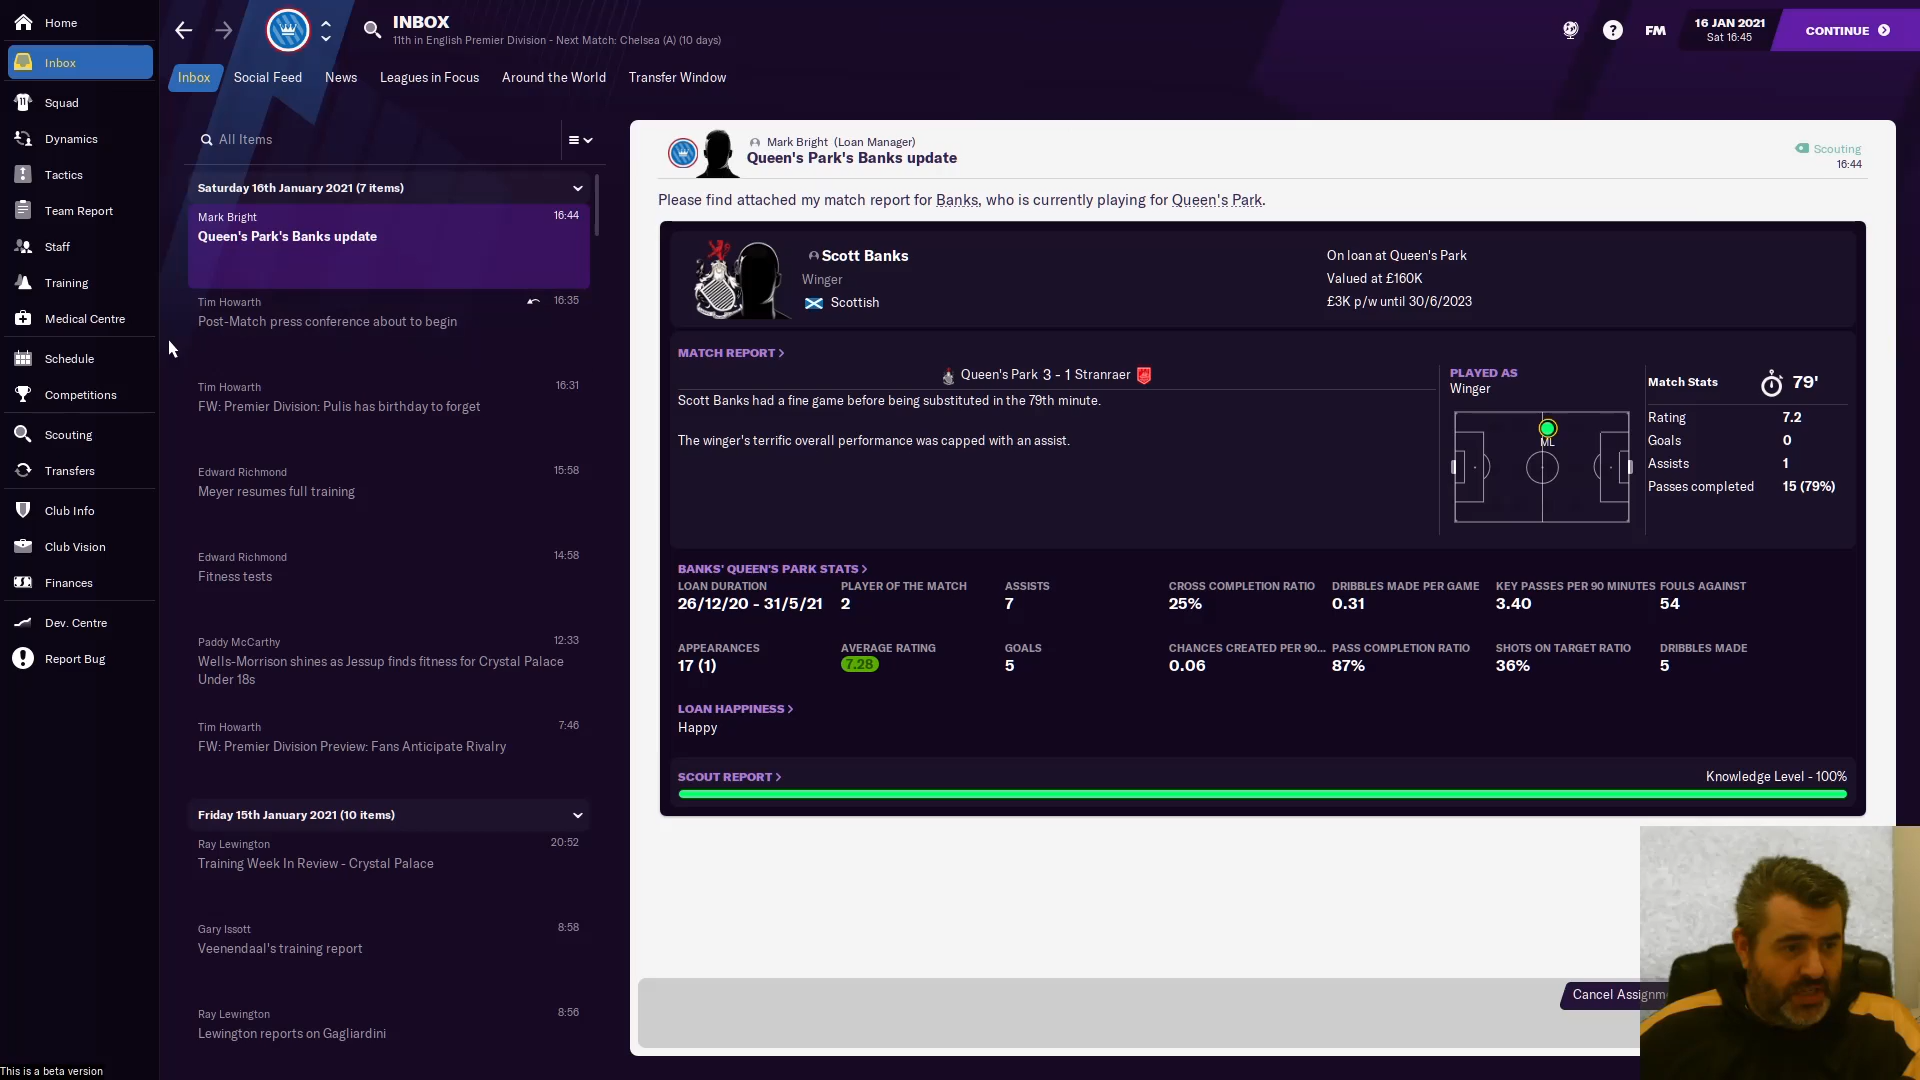 Home
Inbox
Squad
Dynamics
Tactics
Team Report
Staff
Training
Medical Centre
Schedule
Competitions
Scouting
Transfers
Club Info
Club Vision
Finances
Dev. Centre
Report Bug
This is a beta version
INBOX
11th in English Premier Division - Next Match: Chelsea (A) (10 days)
FM
16 JAN 2021
Sat 16:45
CONTINUE
Inbox Social Feed News Leagues in Focus Around the World Transfer Window
All Items
Saturday 16th January 2021 (7 items)
Mark Bright 16:44
Queen's Park's Banks update
Tim Howarth 16:35
Post-Match press conference about to begin
Tim Howarth 16:31
FW: Premier Division: Pulis has birthday to forget
Edward Richmond 15:58
Meyer resumes full training
Edward Richmond 14:58
Fitness tests
Paddy McCarthy 12:33
Wells-Morrison shines as Jessup finds fitness for Crystal Palace
Under 18s
Tim Howarth 7:46
FW: Premier Division Preview: Fans Anticipate Rivalry
Friday 15th January 2021 (10 items)
Ray Lewington 20:52
Training Week In Review - Crystal Palace
Gary Issott 8:58
Veenendaal's training report
Ray Lewington 8:56
Lewington reports on Gagliardini
Mark Bright (Loan Manager)
Queen's Park's Banks update
Scouting
16:44
Please find attached my match report for Banks, who is currently playing for Queen's Park.
Scott Banks
Winger
Scottish
On loan at Queen's Park
Valued at £160K
£3K p/w until 30/6/2023
MATCH REPORT >
Queen's Park 3 - 1 Stranraer
Scott Banks had a fine game before being substituted in the 79th minute.
The winger's terrific overall performance was capped with an assist.
PLAYED AS
Winger
ML
Match Stats 79'
Rating 7.2
Goals 0
Assists 1
Passes completed 15 (79%)
BANKS' QUEEN'S PARK STATS >
LOAN DURATION PLAYER OF THE MATCH ASSISTS CROSS COMPLETION RATIO DRIBBLES MADE PER GAME KEY PASSES PER 90 MINUTES FOULS AGAINST
26/12/20 - 31/5/21 2 7 25% 0.31 3.40 54
APPEARANCES AVERAGE RATING GOALS CHANCES CREATED PER 90... PASS COMPLETION RATIO SHOTS ON TARGET RATIO DRIBBLES MADE
17 (1) 7.28 5 0.06 87% 36% 5
LOAN HAPPINESS >
Happy
SCOUT REPORT >
Knowledge Level - 100%
Cancel Assignm